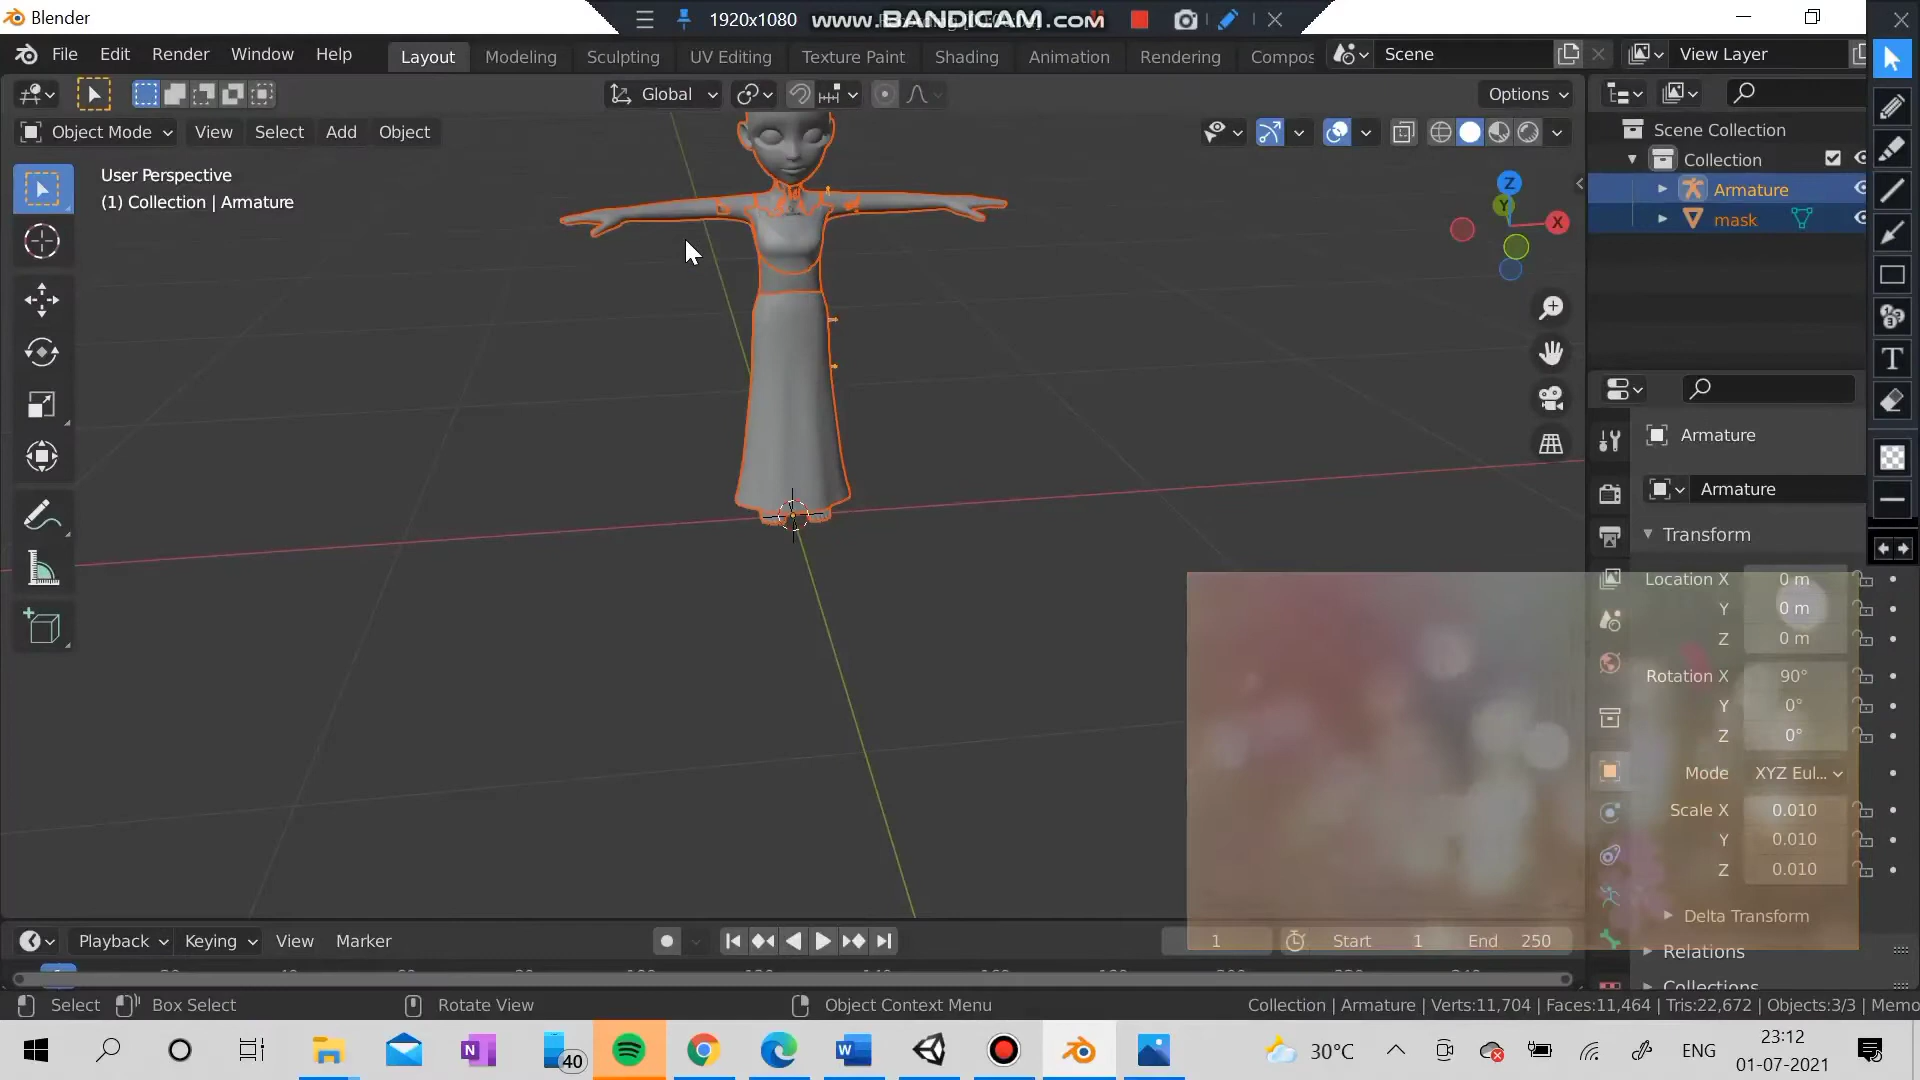 Blender
1920x1080
www.BANDICAM.com
File Edit Render Window Help
Layout Modeling Sculpting UV Editing Texture Paint Shading Animation Rendering Compos
Scene
View Layer
Global
Options
Object Mode View Select Add Object
User Perspective
(1) Collection | Armature
Z
Y
X
Scene Collection
Collection
Armature
mask
T
Armature
Armature
Transform
Location X 0 m
Y 0 m
Z 0 m
Rotation X 90°
Y 0°
Z 0°
Mode XYZ Eul...
Scale X 0.010
Y 0.010
Z 0.010
Delta Transform
Relations
Collections
Playback Keying View Marker
1 Start 1 End 250
Select Box Select Rotate View Object Context Menu
Collection | Armature | Verts:11,704 | Faces:11,464 | Tris:22,672 | Objects:3/3 | Memo
40
30°C
ENG
23:12
01-07-2021